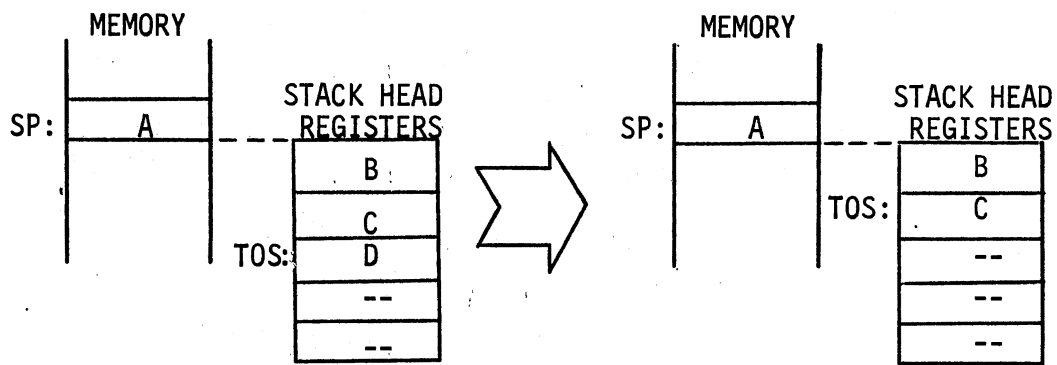 MEMORY
STACK HEAD
REGISTERS
SP: A
B
C
TOS: D
--
--
MEMORY
STACK HEAD
REGISTERS
SP: A
B
TOS: C
--
--
--